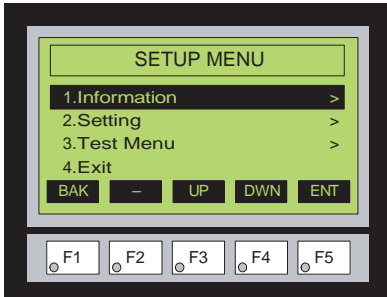 SETUP MENU
1.Information >
2.Setting >
3.Test Menu >
4.Exit
BAK – UP DWN ENT
F1 F2 F3 F4 F5